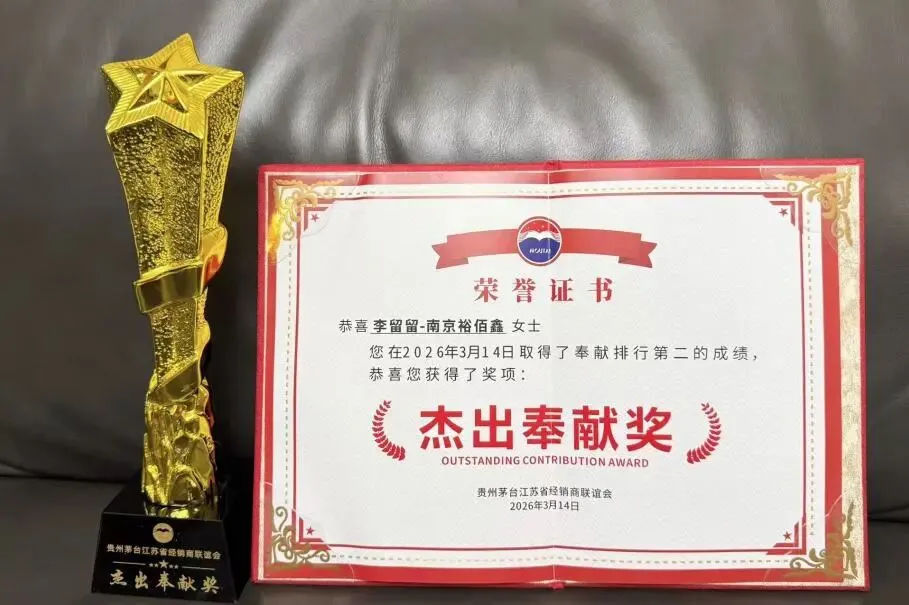 MOUTAI
荣誉证书
恭喜 李留留-南京裕佰鑫 女士
您在2026年3月14日取得了奉献排行第二的成绩，
恭喜您获得了奖项：
杰出奉献奖
OUTSTANDING CONTRIBUTION AWARD
贵州茅台江苏省经销商联谊会
2026年3月14日
贵州茅台江苏省经销商联谊会
杰出奉献奖